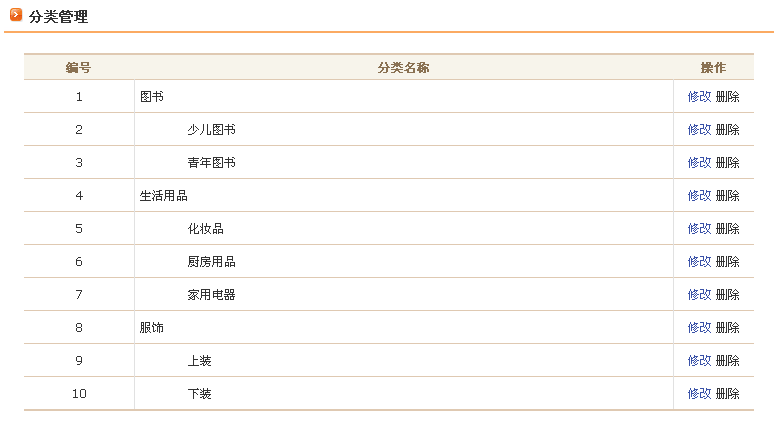 分类管理
编号 分类名称 操作
1 图书 修改 删除
2 少儿图书 修改 删除
3 青年图书 修改 删除
4 生活用品 修改 删除
5 化妆品 修改 删除
6 厨房用品 修改 删除
7 家用电器 修改 删除
8 服饰 修改 删除
9 上装 修改 删除
10 下装 修改 删除